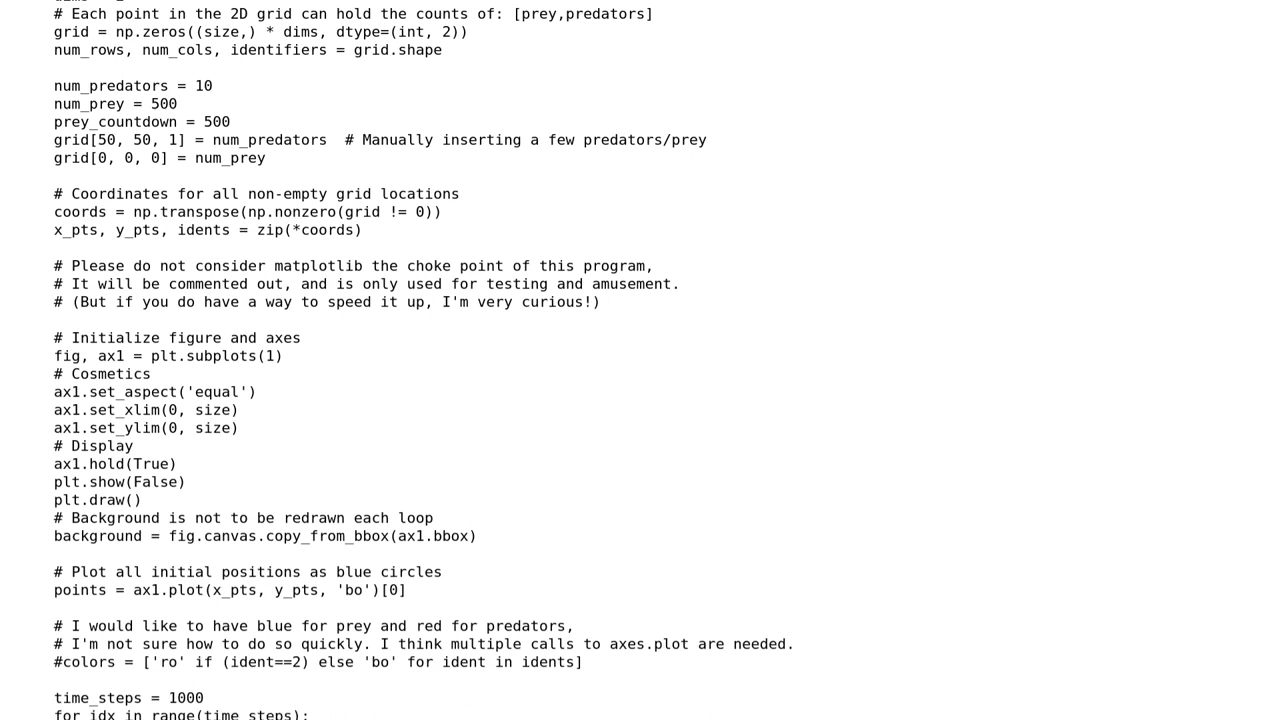 # Each point in the 2D grid can hold the counts of: [prey,predators]
grid = np.zeros((size,) * dims, dtype=(int, 2))
num_rows, num_cols, identifiers = grid.shape
num_predators = 10
num_prey = 500
prey_countdown = 500
grid[50, 50, 1] = num_predators  # Manually inserting a few predators/prey
grid[0, 0, 0] = num_prey
# Coordinates for all non-empty grid locations
coords = np.transpose(np.nonzero(grid != 0))
x_pts, y_pts, idents = zip(*coords)
# Please do not consider matplotlib the choke point of this program,
# It will be commented out, and is only used for testing and amusement.
# (But if you do have a way to speed it up, I'm very curious!)
# Initialize figure and axes
fig, ax1 = plt.subplots(1)
# Cosmetics
ax1.set_aspect('equal')
ax1.set_xlim(0, size)
ax1.set_ylim(0, size)
# Display
ax1.hold(True)
plt.show(False)
plt.draw()
# Background is not to be redrawn each loop
background = fig.canvas.copy_from_bbox(ax1.bbox)
# Plot all initial positions as blue circles
points = ax1.plot(x_pts, y_pts, 'bo')[0]
# I would like to have blue for prey and red for predators,
# I'm not sure how to do so quickly. I think multiple calls to axes.plot are needed.
#colors = ['ro' if (ident==2) else 'bo' for ident in idents]
time_steps = 1000
for idx in range(time_steps):